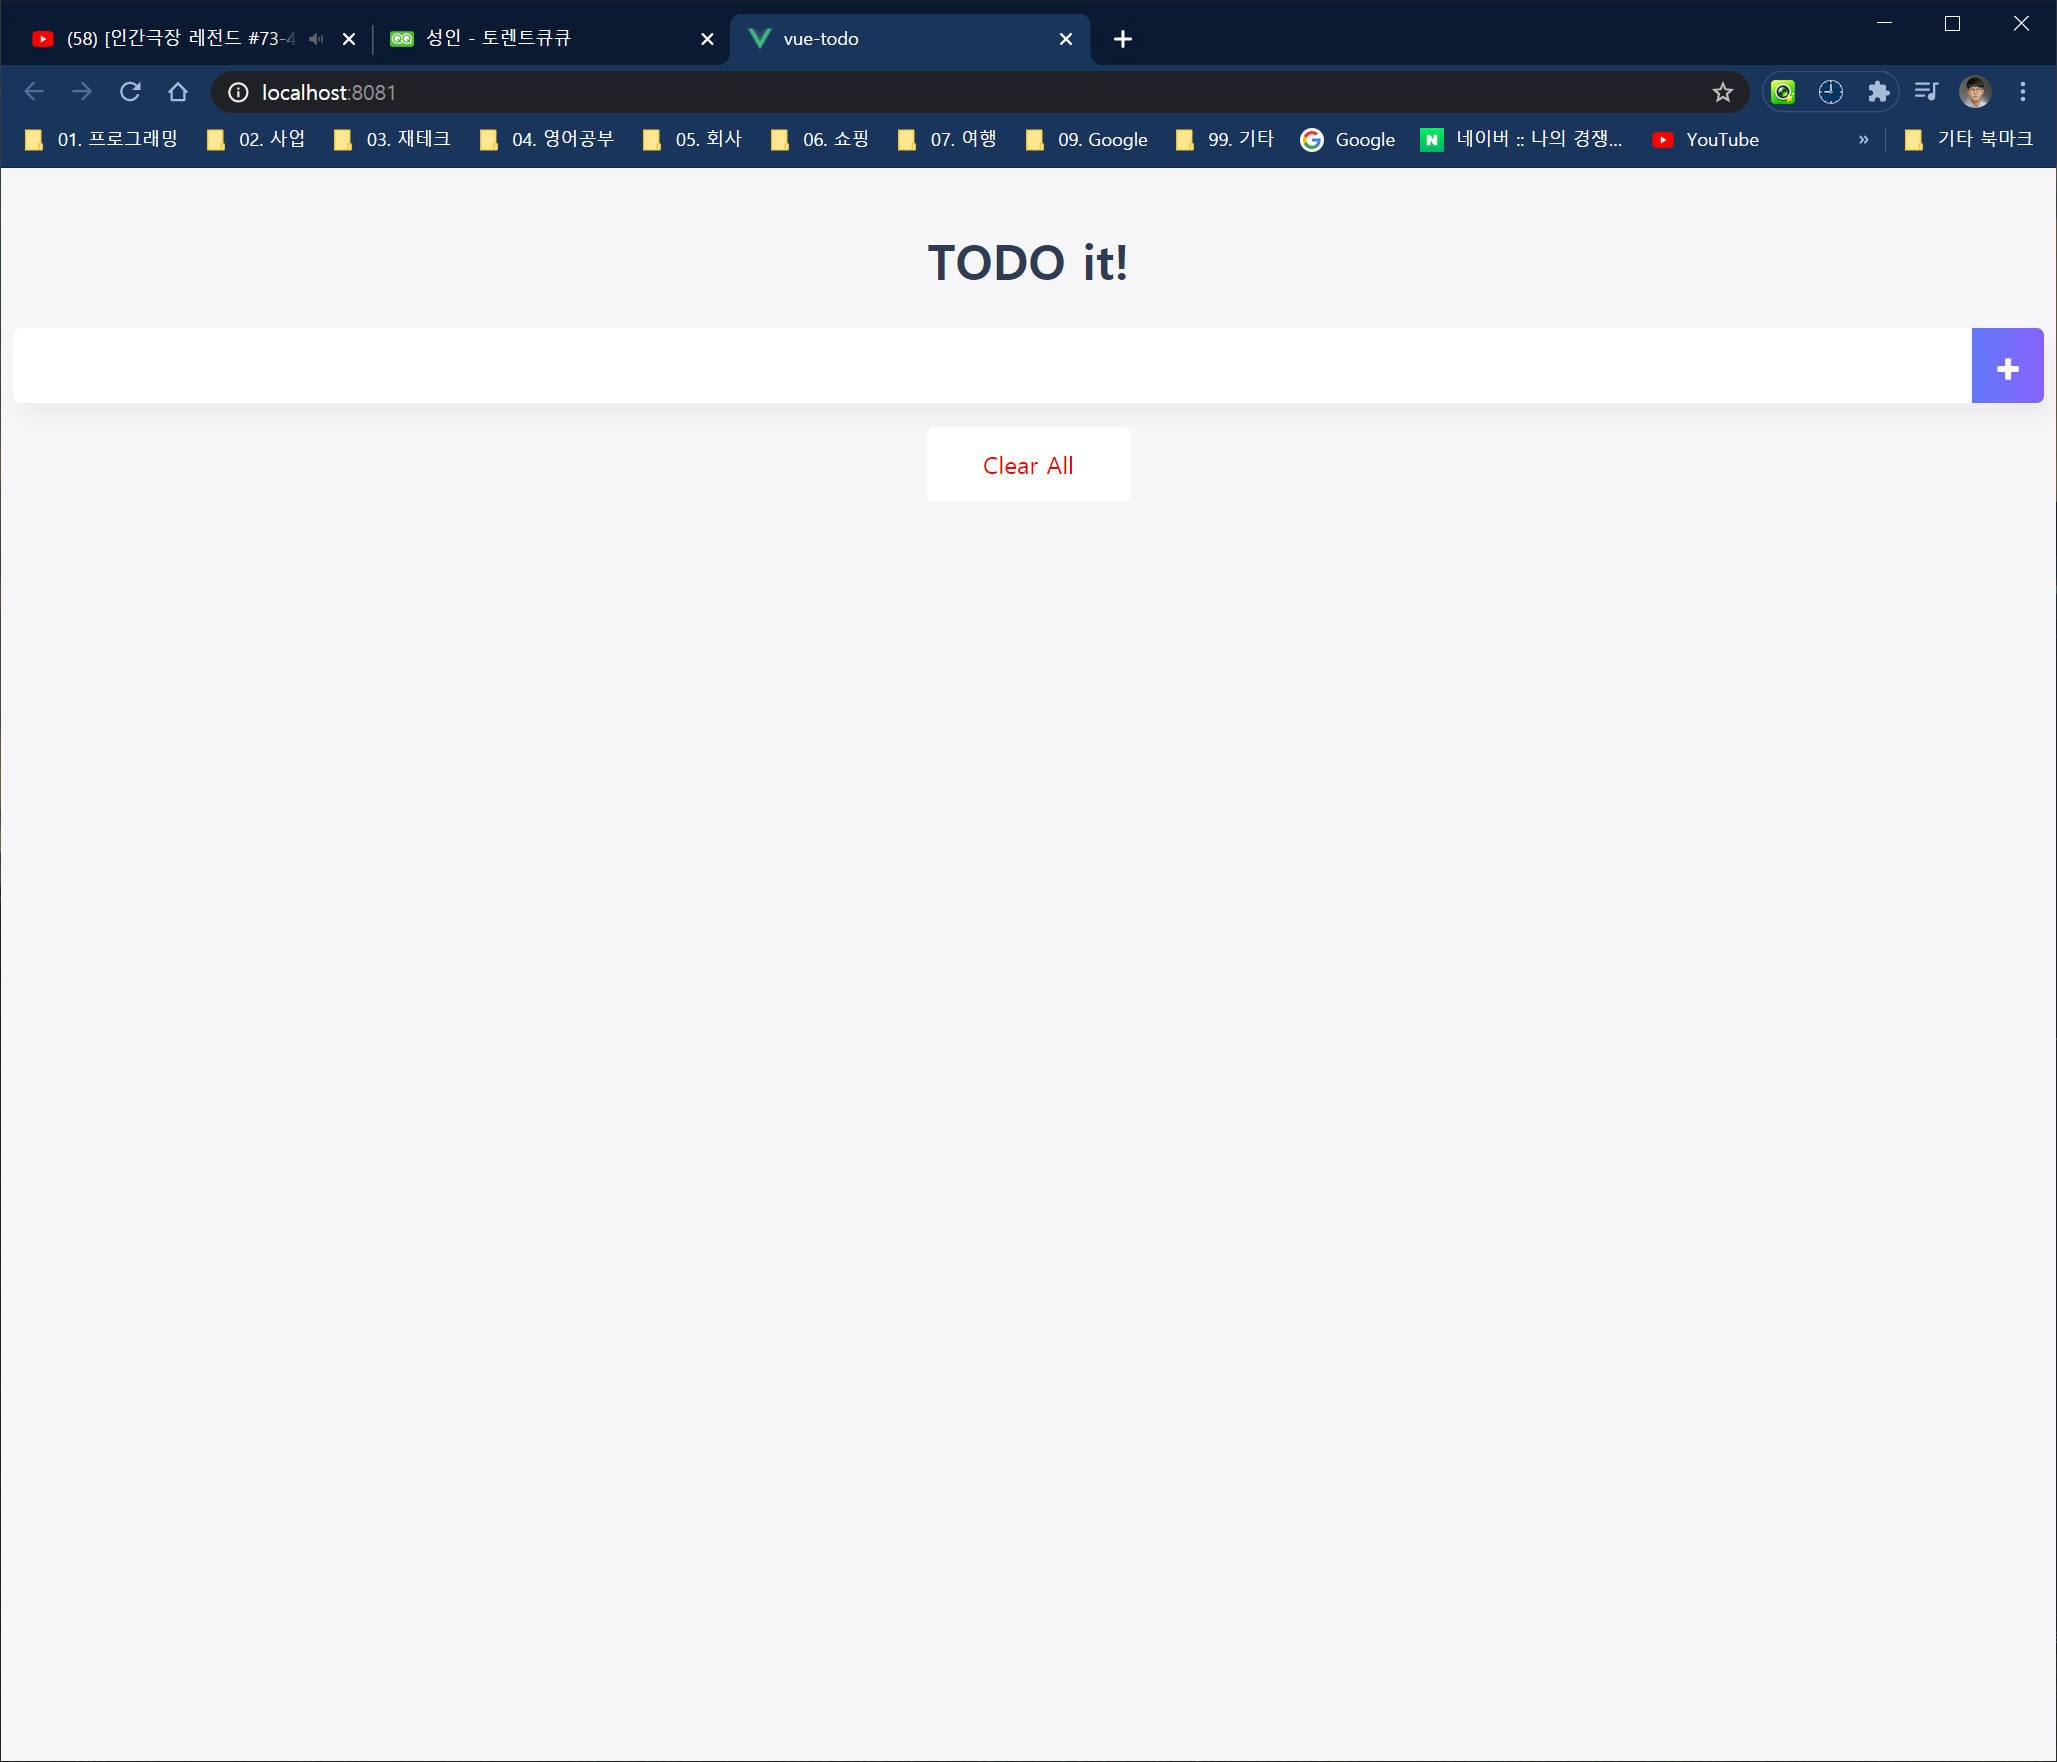 (58) [인간극장 레전드 #73-4
성인 - 토렌트큐큐
vue-todo
localhost:8081
01. 프로그래밍
02. 사업
03. 재테크
04. 영어공부
05. 회사
06. 쇼핑
07. 여행
09. Google
99. 기타
Google
네이버 :: 나의 경쟁...
YouTube
»
기타 북마크
TODO it!
Clear All